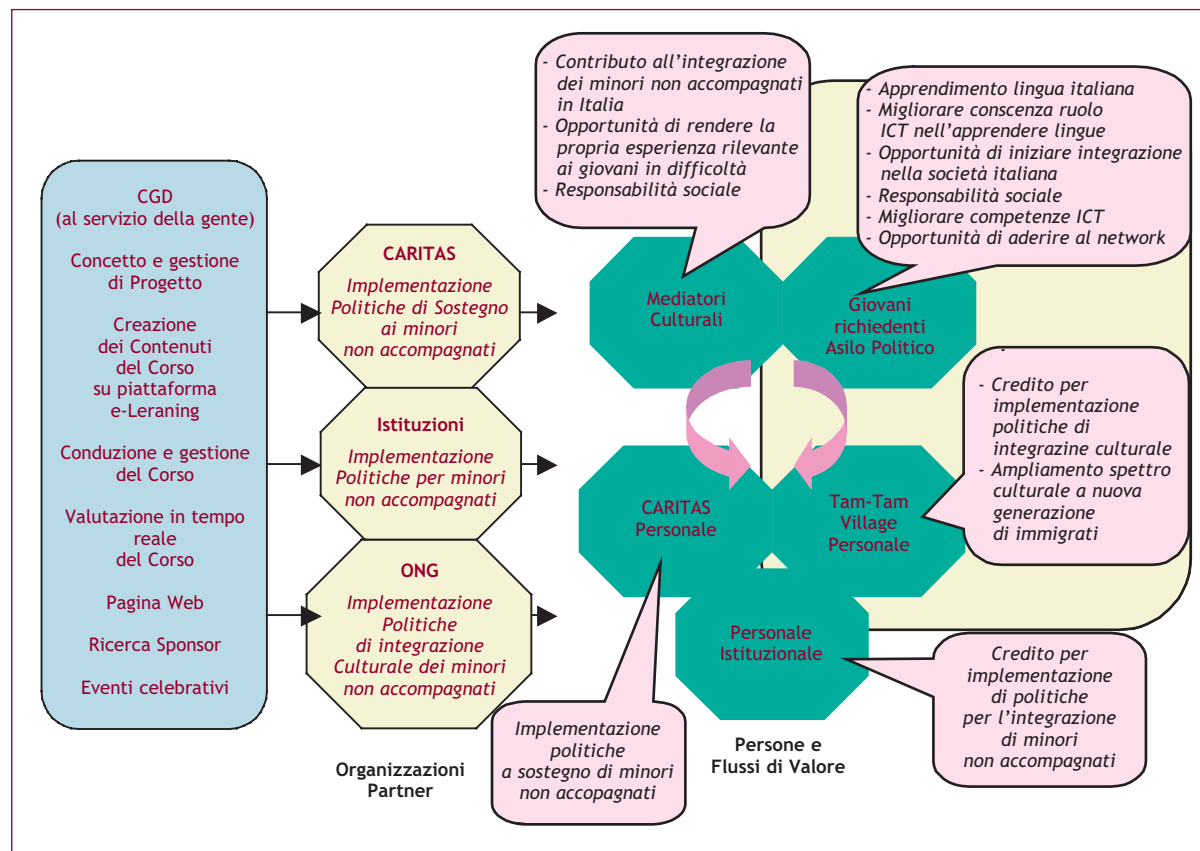 CGD
(al servizio della gente)
Concetto e gestione
di Progetto
Creazione
dei Contenuti
del Corso
su piattaforma
e-Leraning
Conduzione e gestione
del Corso
Valutazione in tempo
reale
del Corso
Pagina Web
Ricerca Sponsor
Eventi celebrativi
CARITAS
Implementazione
Politiche di Sostegno
ai minori
non accompagnati
Istituzioni
Implementazione
Politiche per minori
non accompagnati
ONG
Implementazione
Politiche
di integrazione
Culturale dei minori
non accompagnati
Organizzazioni
Partner
- Contributo all'integrazione
dei minori non accompagnati
in Italia
- Opportunità di rendere la
propria esperienza rilevante
ai giovani in difficoltà
- Responsabilità sociale
- Apprendimento lingua italiana
- Migliorare conscenza ruolo
ICT nell'apprendere lingue
- Opportunità di iniziare integrazione
nella società italiana
- Responsabilità sociale
- Migliorare competenze ICT
- Opportunità di aderire al network
Mediatori
Culturali
Giovani
richiedenti
Asilo Politico
- Credito per
implementazione
politiche di
integrazine culturale
- Ampliamento spettro
culturale a nuova
generazione
di immigrati
CARITAS
Personale
Tam-Tam
Village
Personale
Personale
Istituzionale
Implementazione
politiche
a sostegno di minori
non accopagnati
Persone e
Flussi di Valore
Credito per
implementazione
di politiche
per l'integrazione
di minori
non accompagnati